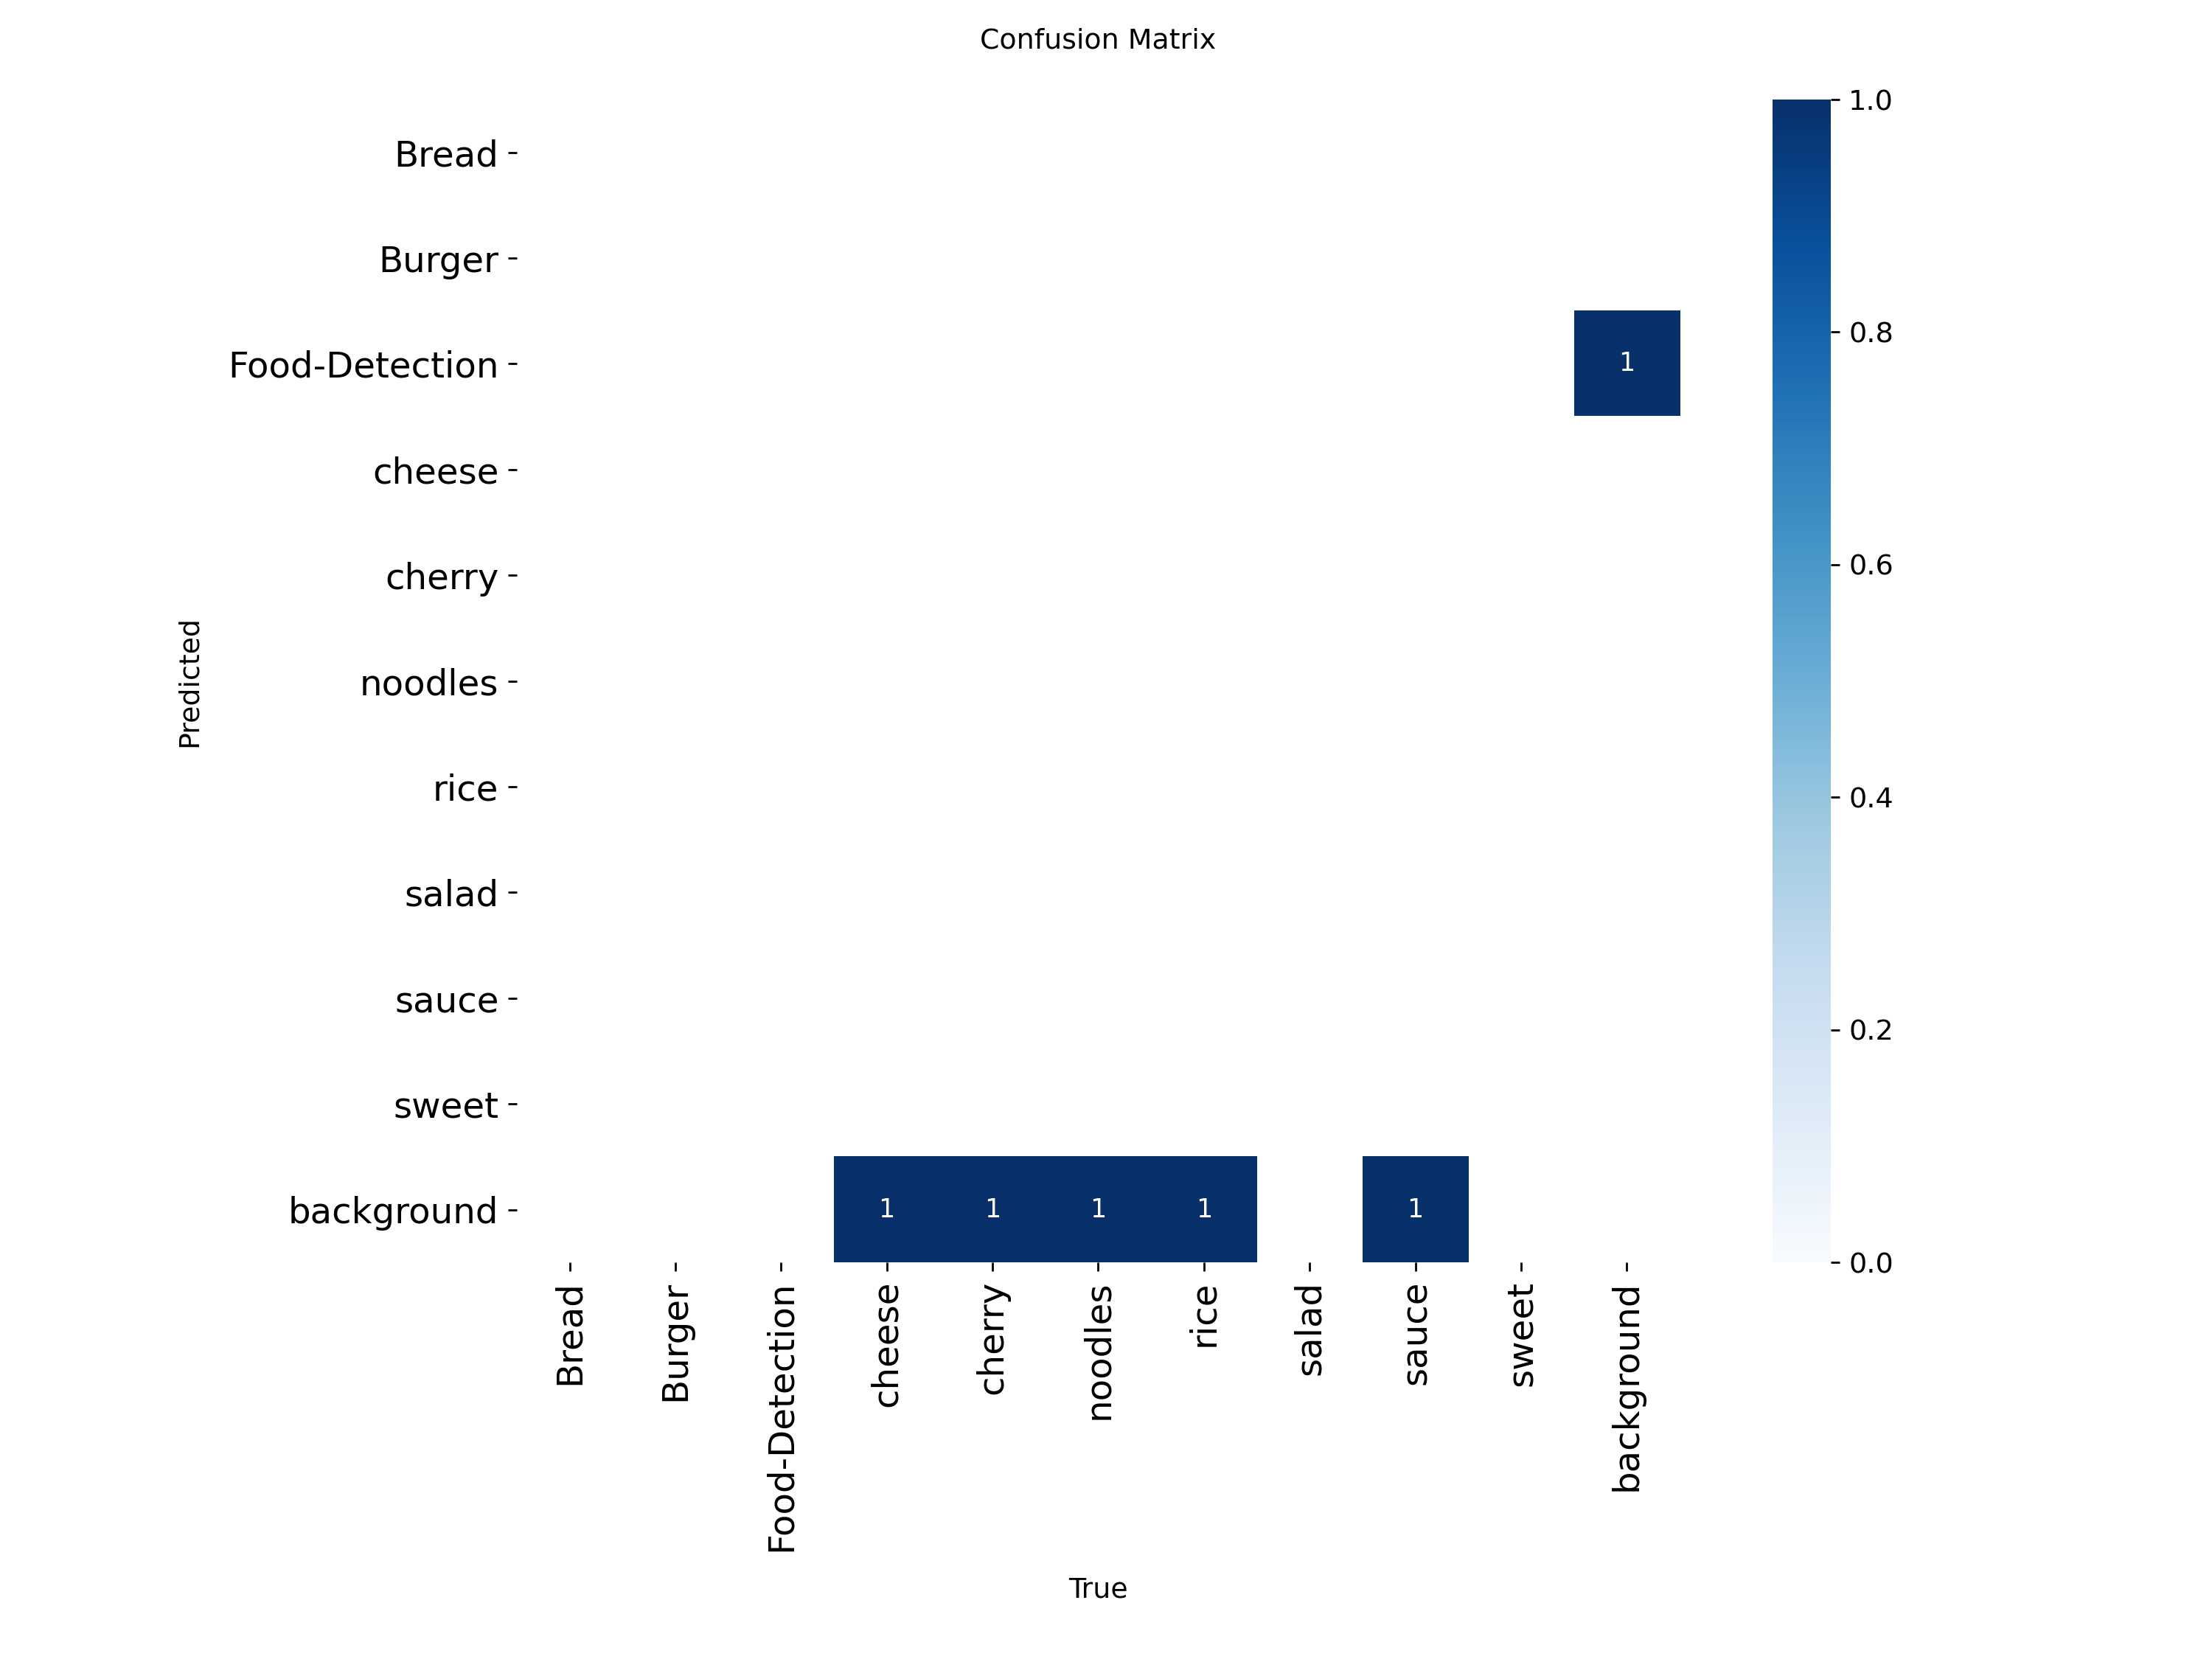 Confusion Matrix
Bread
Burger
Food-Detection
cheese
cherry
noodles
rice
salad
sauce
sweet
background
Predicted
1
1 1 1 1 1
Bread
Burger
Food-Detection
cheese
cherry
noodles
rice
salad
sauce
sweet
background
True
1.0
0.8
0.6
0.4
0.2
0.0